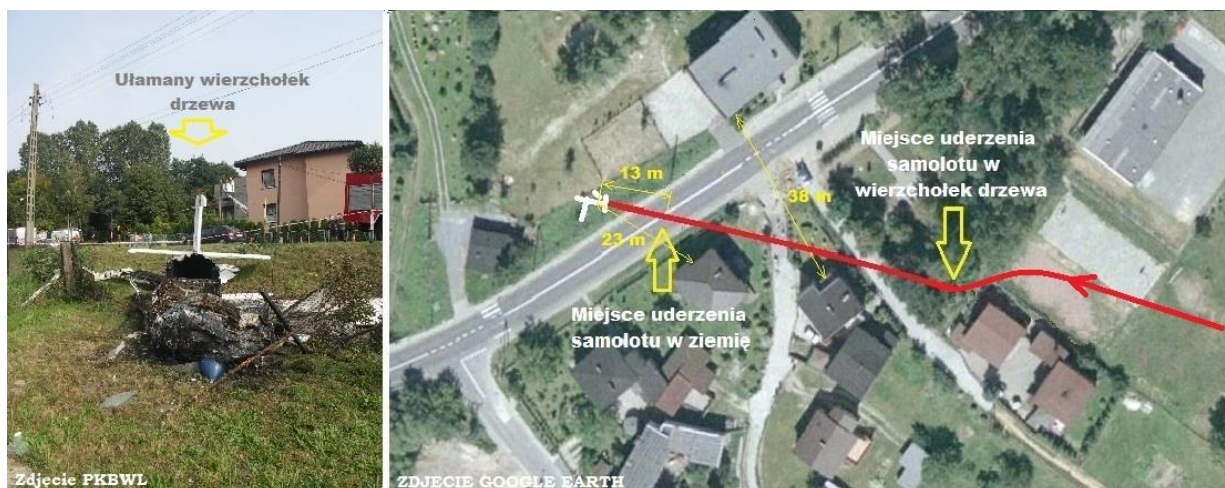 Ułamany wierzchołek
drzewa
Zdjęcie PKBWL
13 m
23 m
38 m
Miejsce uderzenia
samolotu w
wierzchołek drzewa
Miejsce uderzenia
samolotu w ziemię
ZDJECIE GOOGLE EARTH